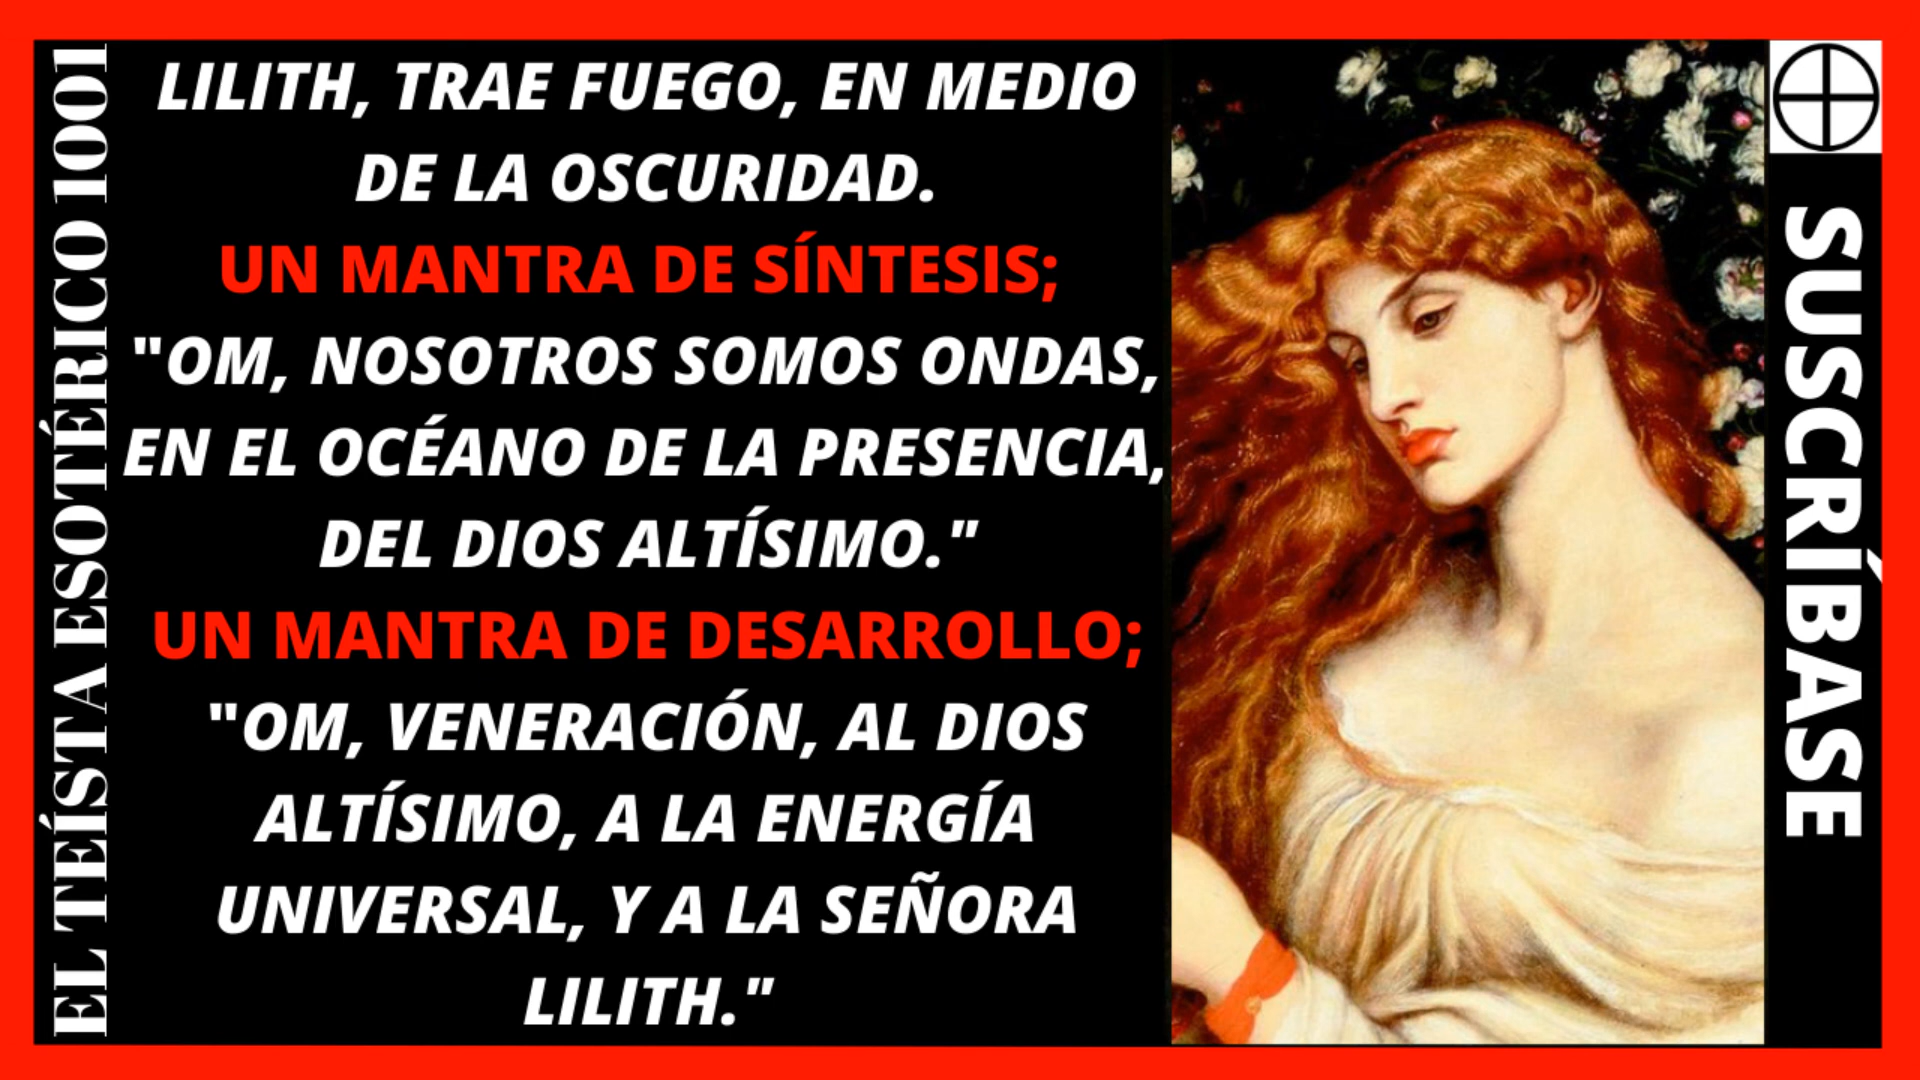 EL TEÍSTA ESOTÉRICO 1001
LILITH, TRAE FUEGO, EN MEDIO
DE LA OSCURIDAD.
UN MANTRA DE SÍNTESIS;
"OM, NOSOTROS SOMOS ONDAS,
EN EL OCÉANO DE LA PRESENCIA,
DEL DIOS ALTÍSIMO."
UN MANTRA DE DESARROLLO;
"OM, VENERACIÓN, AL DIOS
ALTÍSIMO, A LA ENERGÍA
UNIVERSAL, Y A LA SEÑORA
LILITH."
SUSCRÍBASE